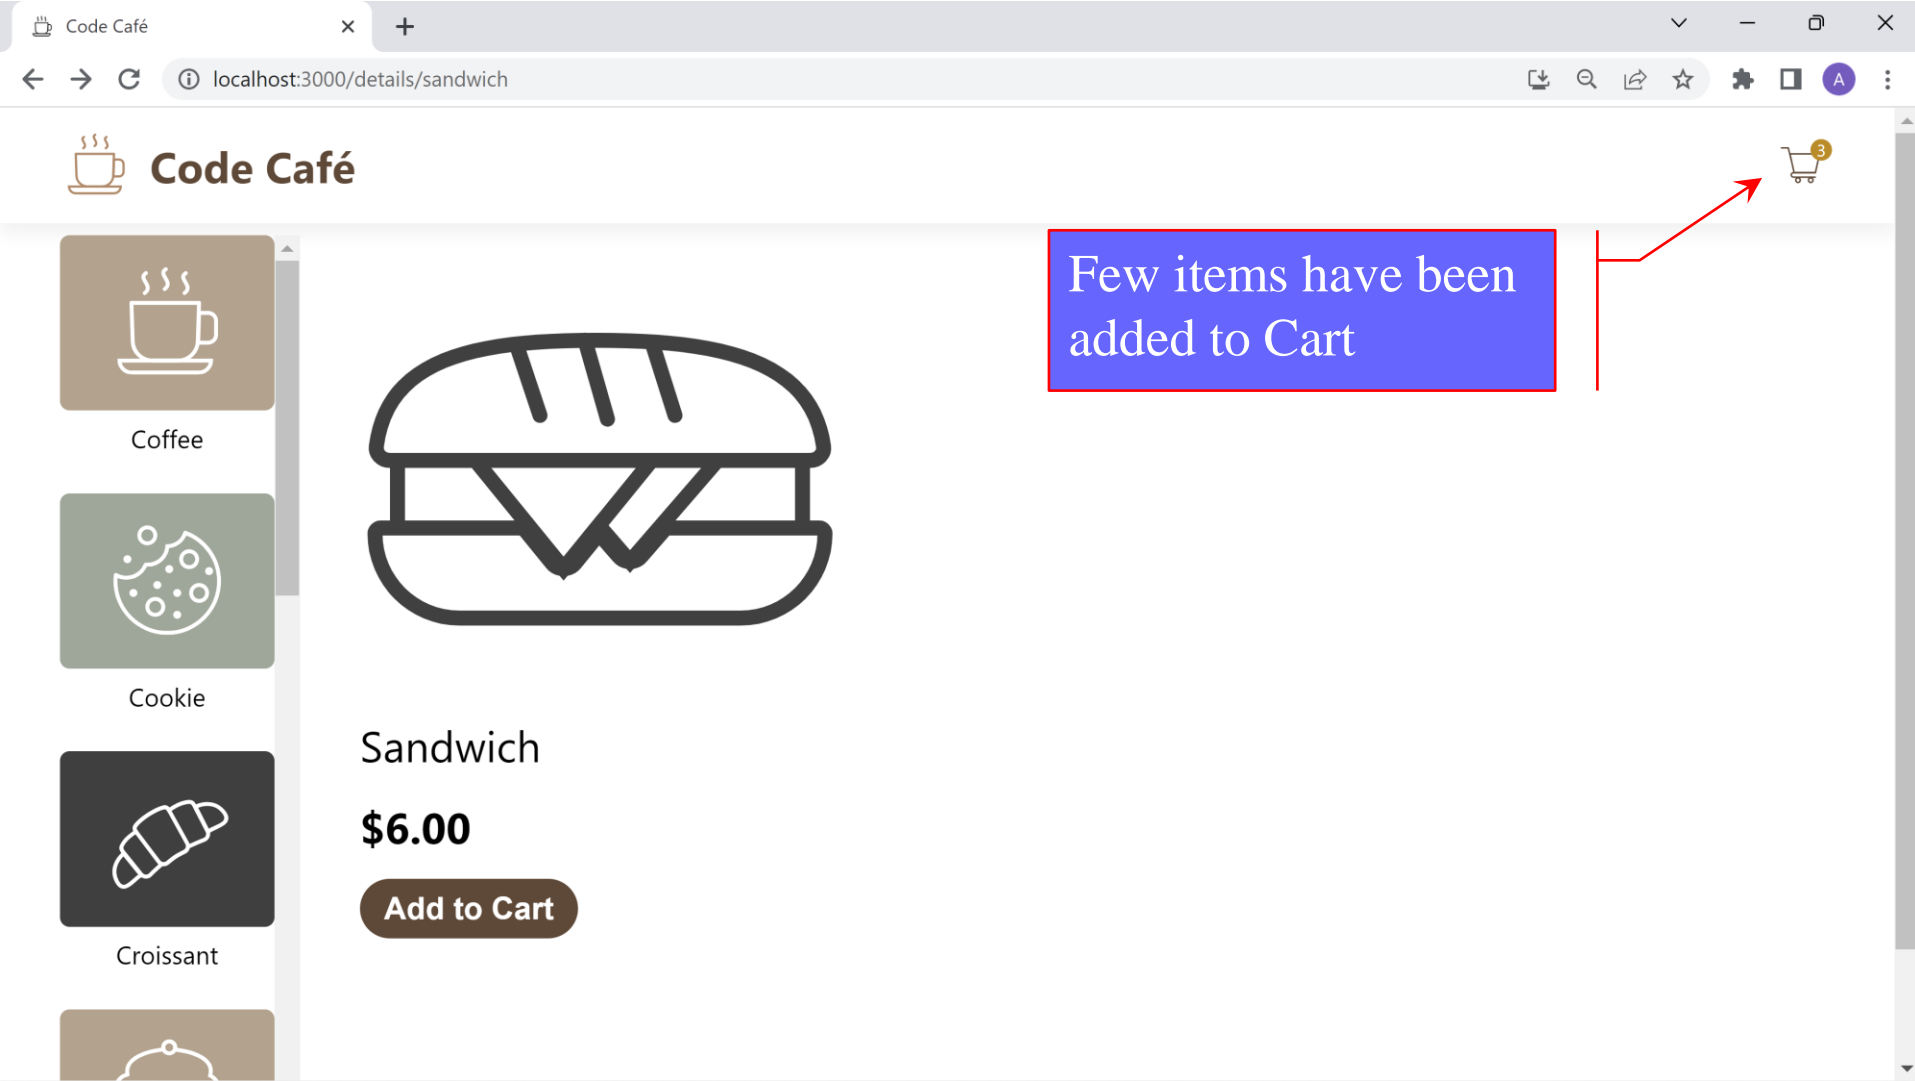 Code Café
localhost:3000/details/sandwich
A
Code Café
3
Few items have been
added to Cart
Coffee
Cookie
Croissant
Sandwich
$6.00
Add to Cart